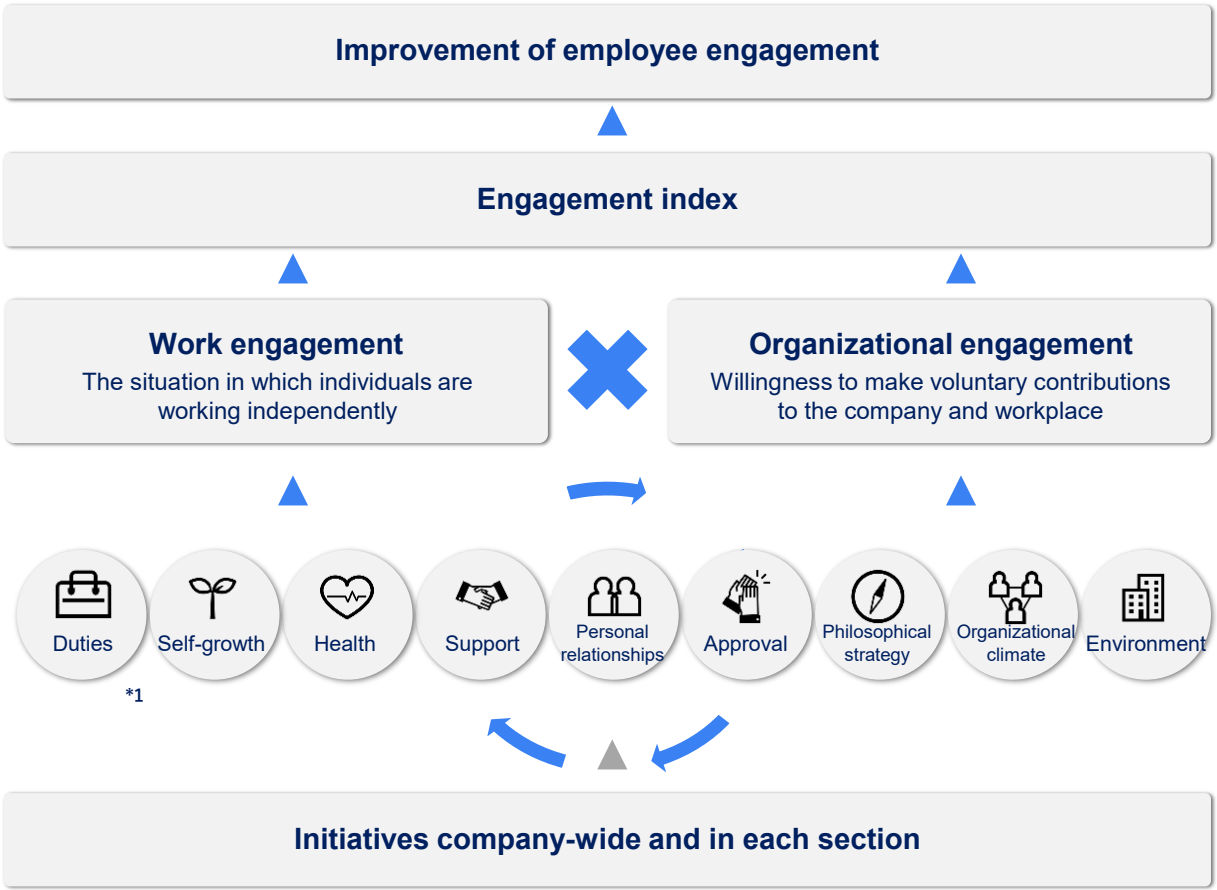 Improvement of employee engagement
Engagement index
Work engagement
The situation in which individuals are
working independently
Organizational engagement
Willingness to make voluntary contributions
to the company and workplace
Duties
Self-growth
Health
Support
Personal
relationships
Approval
Philosophical
strategy
Organizational
climate
Environment
*1
Initiatives company-wide and in each section